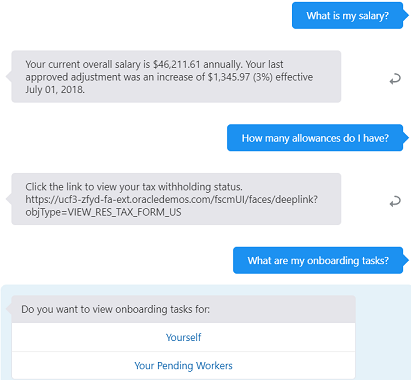 What is my salary?
Your current overall salary is $46,211.61 annually. Your last
approved adjustment was an increase of $1,345.97 (3%) effective
July 01, 2018.
How many allowances do I have?
Click the link to view your tax withholding status.
https://ucf3-zfyd-fa-ext.oracledemos.com/fscmUI/faces/deeplink?
objType=VIEW_RES_TAX_FORM_US
What are my onboarding tasks?
Do you want to view onboarding tasks for:
Yourself
Your Pending Workers